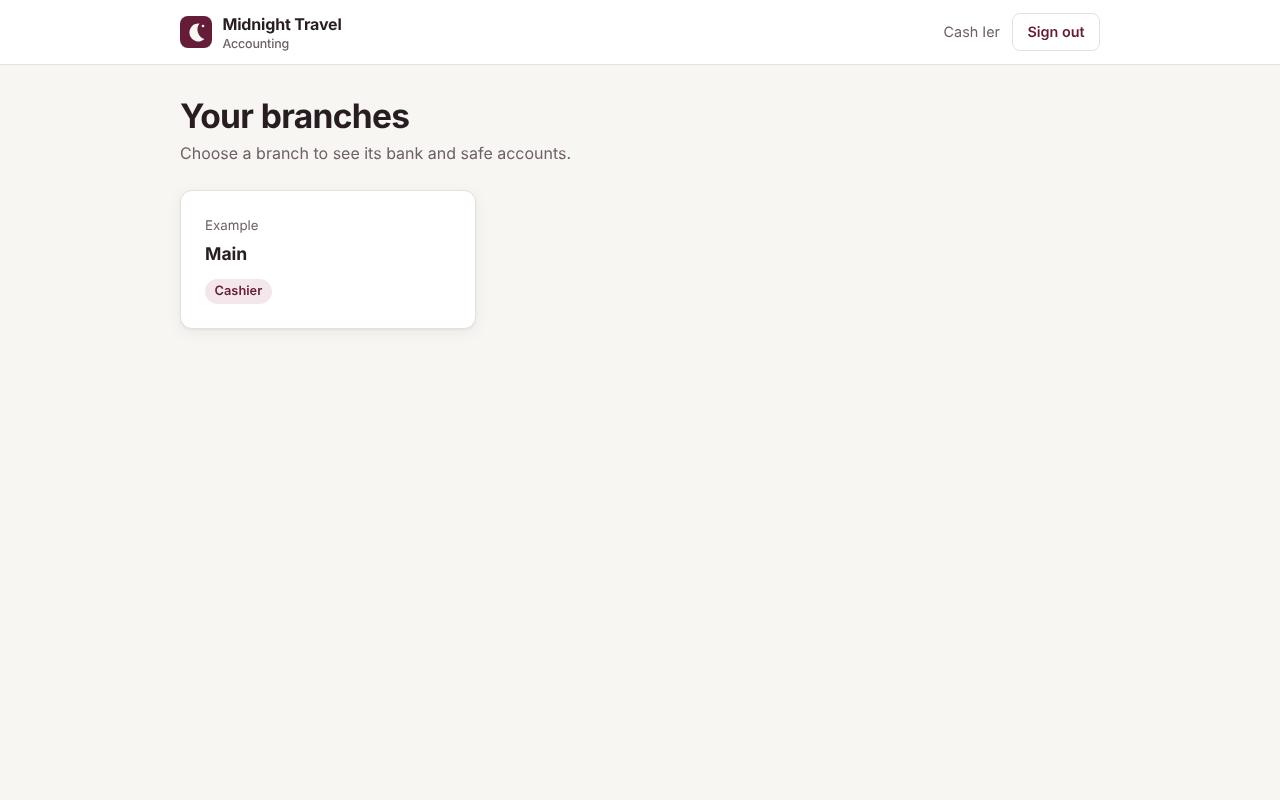 Midnight Travel
Accounting
Cash Ier
Sign out
Your branches
Choose a branch to see its bank and safe accounts.
Example
Main
Cashier